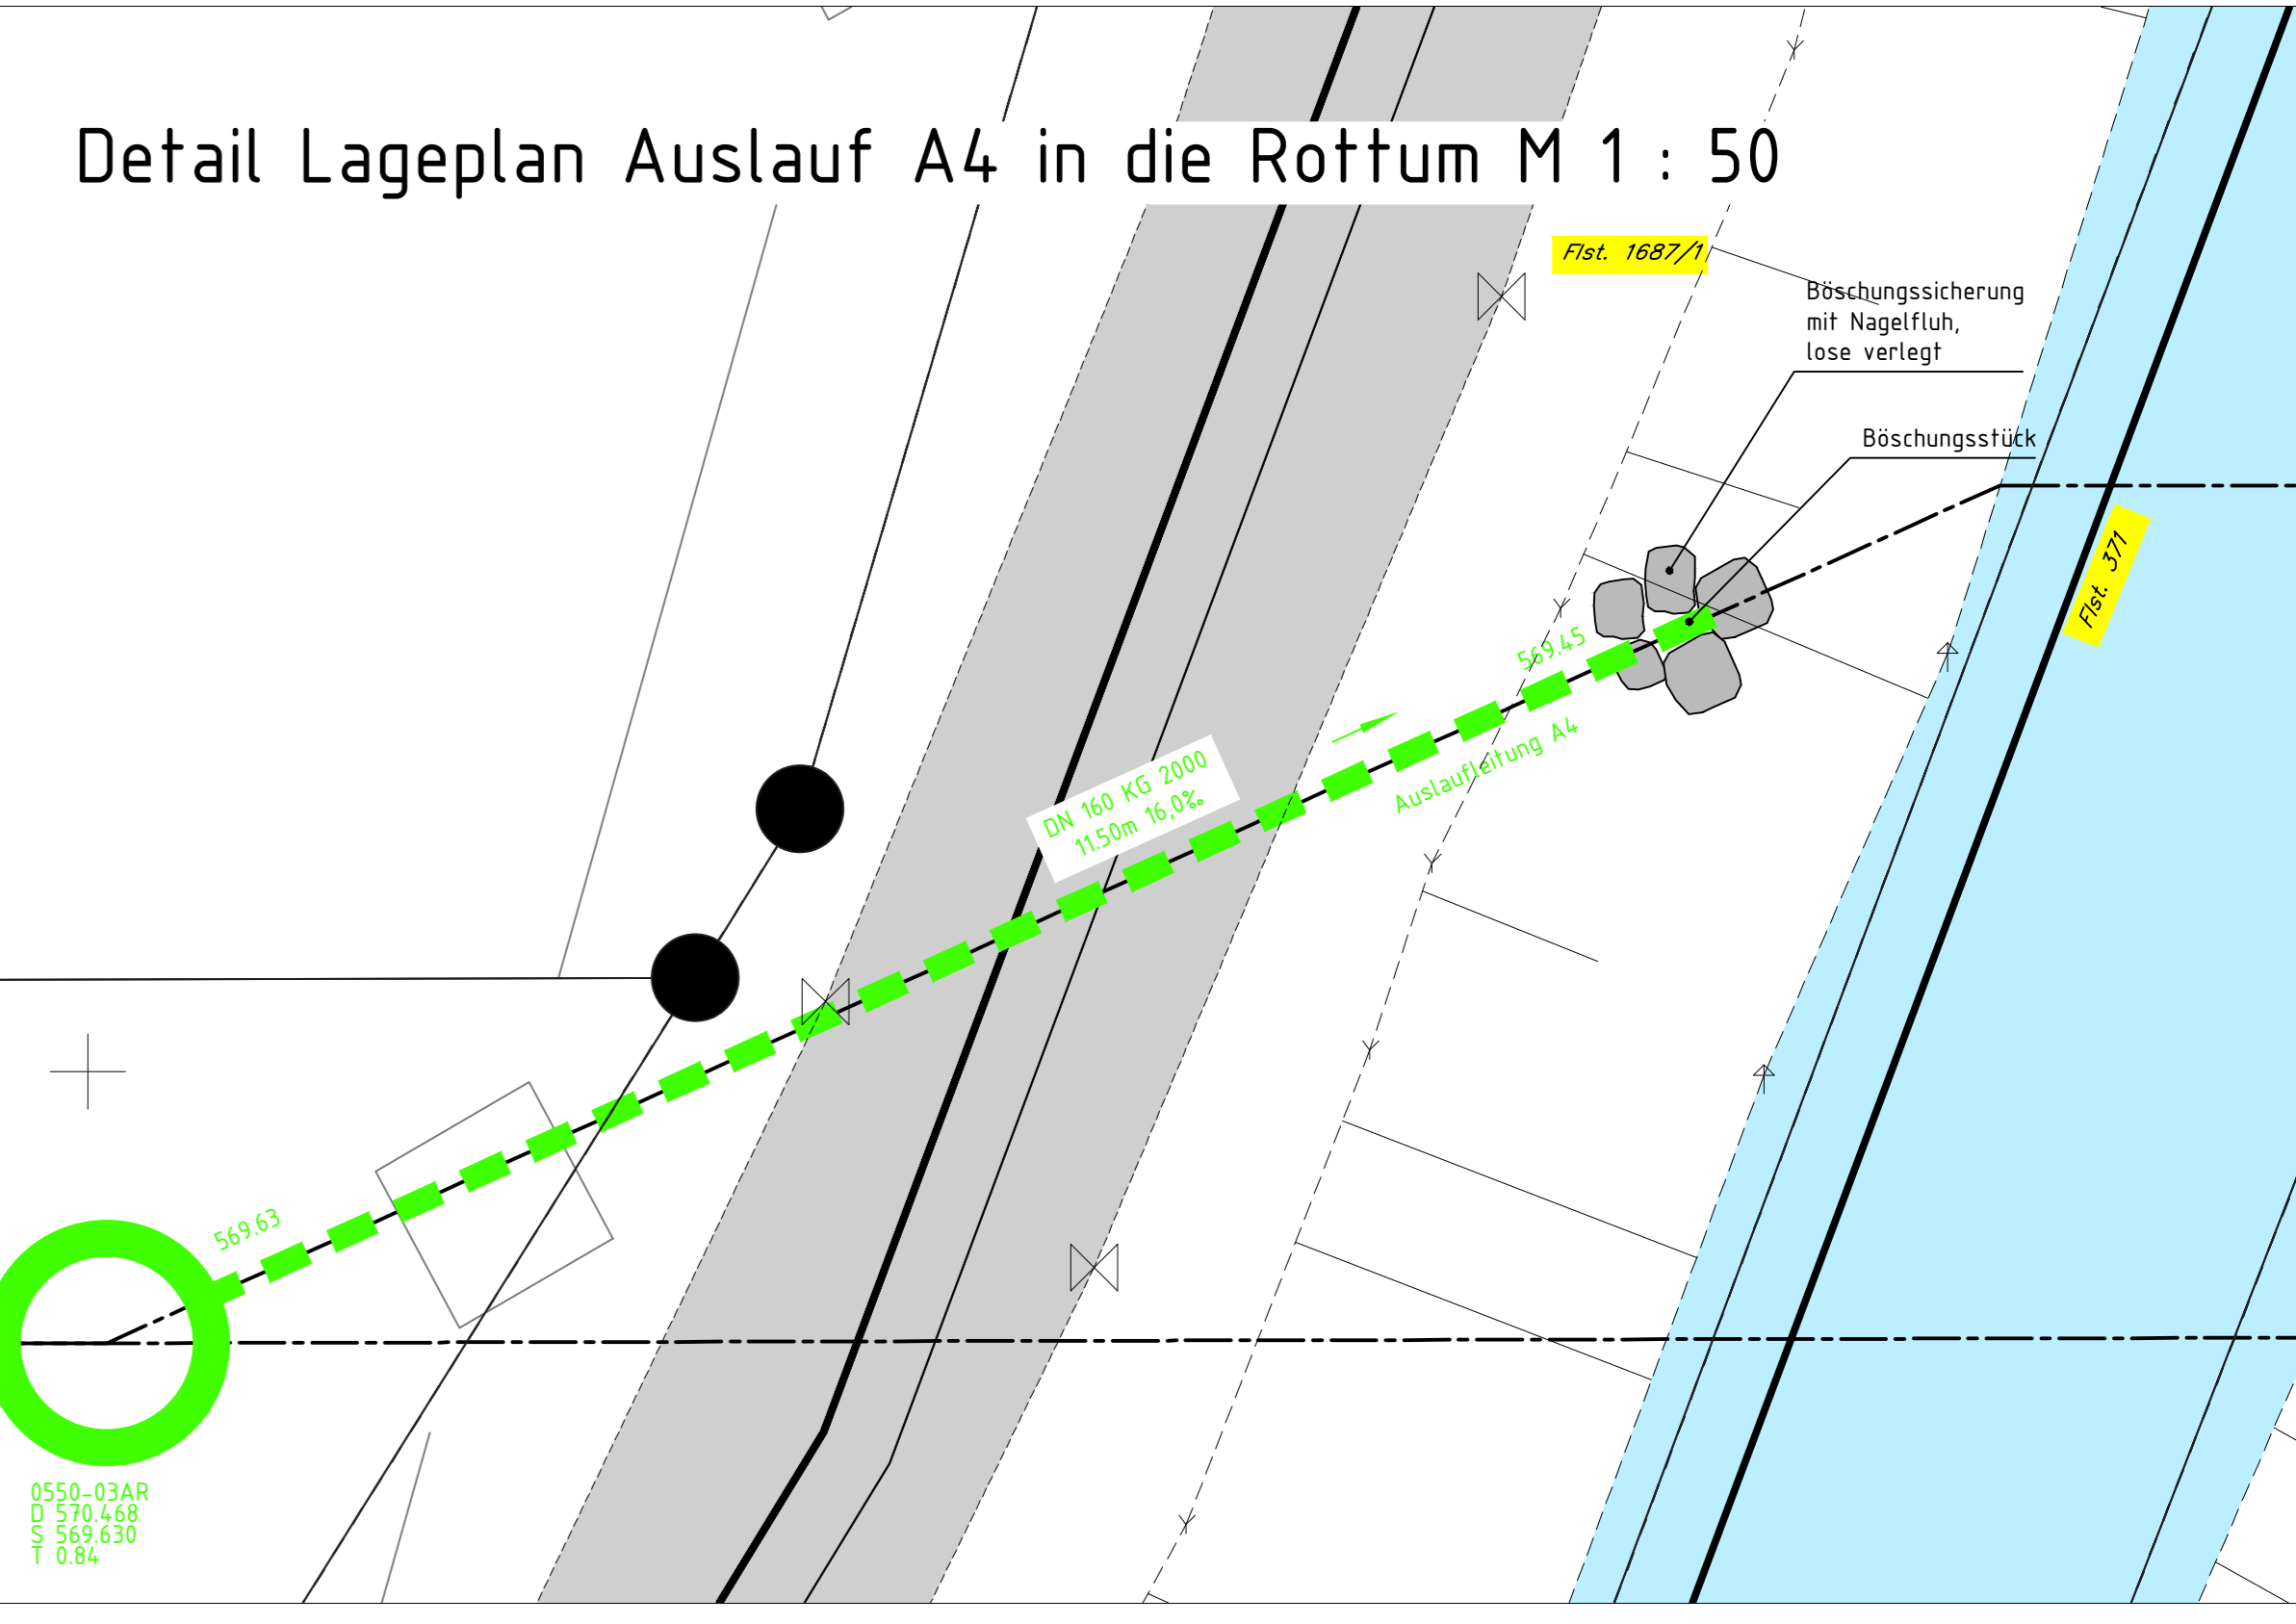 Detail Lageplan Auslauf A4 in die Rottum M 1 : 50
Flst. 1687/1
Böschungssicherung
mit Nagelfluh,
lose verlegt
Böschungsstück
Flst. 371
569.45
Auslaufleitung A4
DN 160 KG 2000
11.50m 16,0‰
569.63
0550-03AR
D 570.468
S 569.630
T 0.84